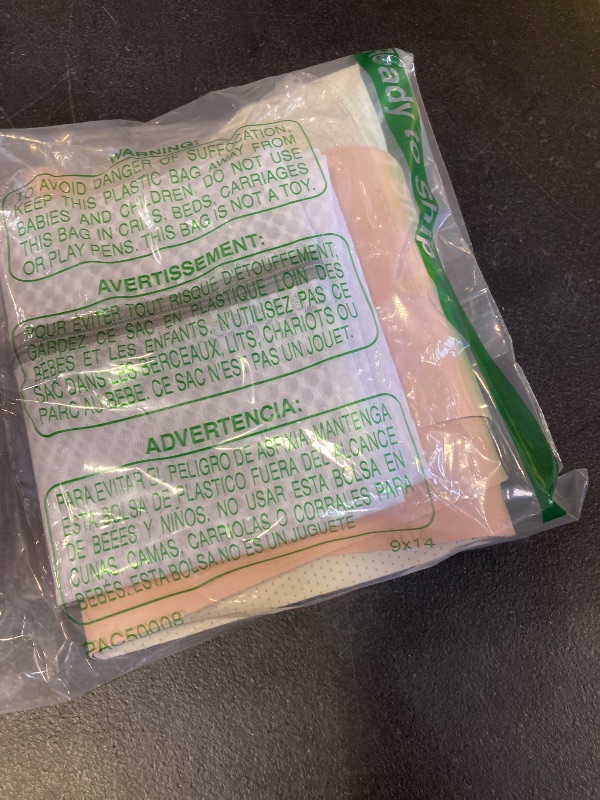 Ready to Ship
WARNING:
TO AVOID DANGER OF SUFFOCATION,
KEEP THIS PLASTIC BAG AWAY FROM
BABIES AND CHILDREN. DO NOT USE
THIS BAG IN CRIBS, BEDS, CARRIAGES
OR PLAY PENS. THIS BAG IS NOT A TOY.
AVERTISSEMENT:
POUR ÉVITER TOUT RISQUE D'ÉTOUFFEMENT,
GARDEZ CE SAC EN PLASTIQUE LOIN DES
BÉBÉS ET LES ENFANTS. N'UTILISEZ PAS CE
SAC DANS LES BERCEAUX, LITS, CHARIOTS OU
PARC AU BÉBÉ. CE SAC N'EST PAS UN JOUET.
ADVERTENCIA:
PARA EVITAR EL PELIGRO DE ASFIXIA, MANTENGA
ESTA BOLSA DE PLASTICO FUERA DEL ALCANCE
DE BEBES Y NIÑOS. NO USAR ESTA BOLSA EN
CUNAS, CAMAS, CARRIOLAS O CORRALES PARA
BEBÉS. ESTA BOLSA NO ES UN JUGUETE
9x14
PAC50008